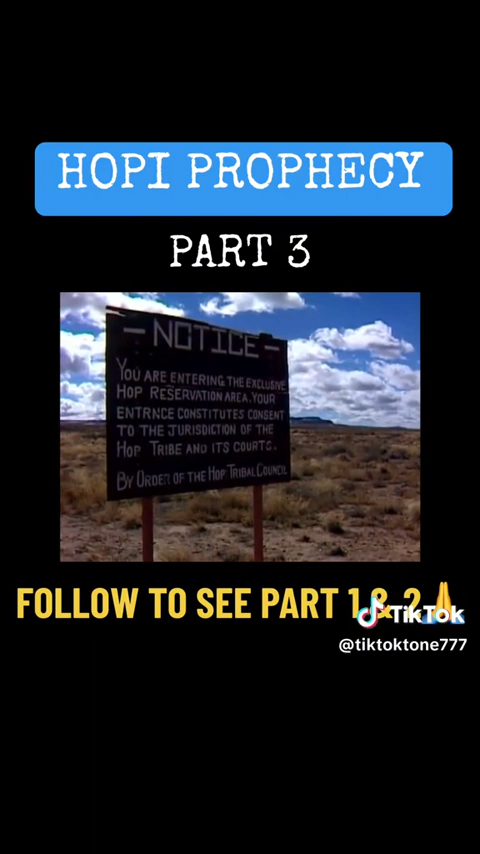 HOPI PROPHECY
PART 3
— NOTICE —
YOU ARE ENTERING THE EXCLUSIVE
HOP RESERVATION AREA. YOUR
ENTRNCE CONSTITUTES CONSENT
TO THE JURISDICTION OF THE
HOP TRIBE AND ITS COURTS.
BY ORDER OF THE HOP TRIBAL COUNCIL
FOLLOW TO SEE PART 1 & 2 🙏
TikTok
@tiktoktone777